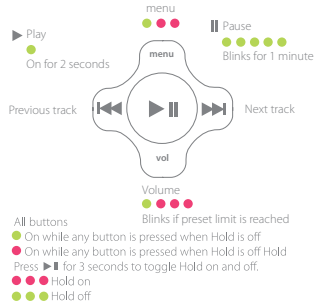 menu
Play
On for 2 seconds
Pause
Blinks for 1 minute
menu
Previous track
Next track
vol
Volume
Blinks if preset limit is reached
All buttons
On while any button is pressed when Hold is off
On while any button is pressed when Hold is off Hold
Press ▶❚❚ for 3 seconds to toggle Hold on and off.
Hold on
Hold off